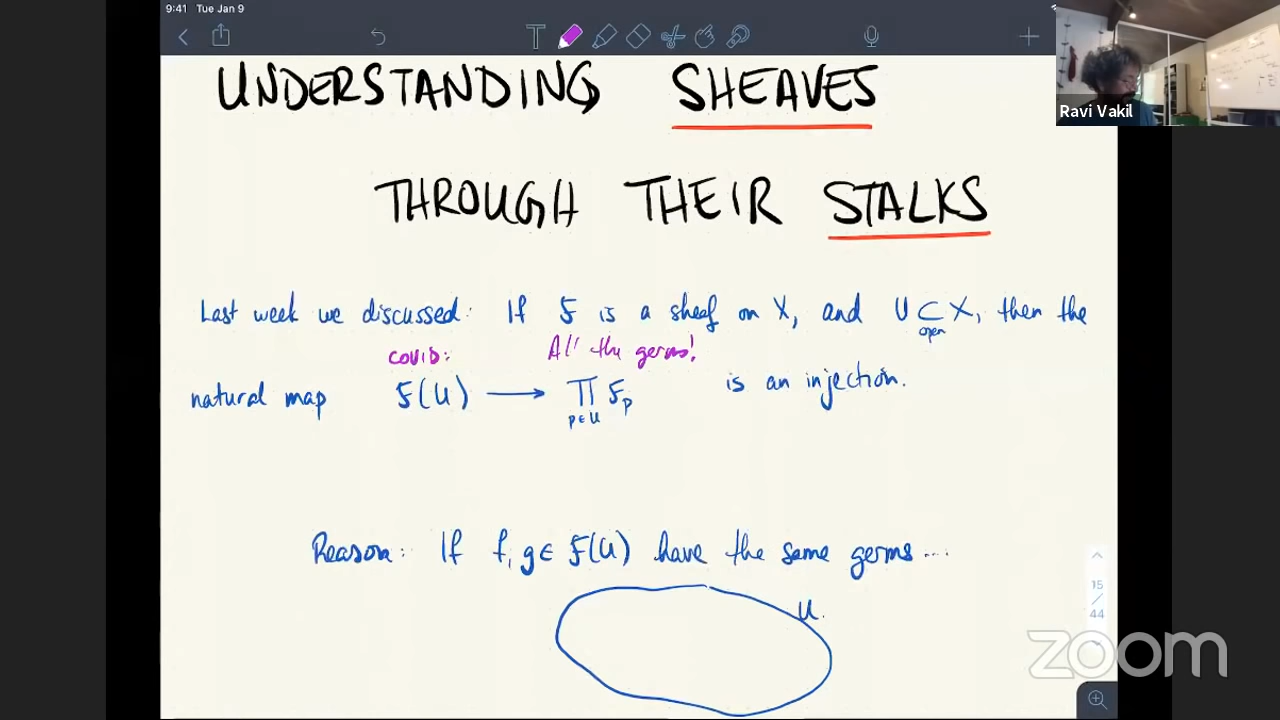 9:41 Tue Jan 9
T
Ravi Vakil
UNDERSTANDING SHEAVES
THROUGH THEIR STALKS
Last week we discussed: If F is a sheaf on X, and U ⊂ X, then the
open
covid: All the germs!
natural map F(U) ⟶ ∏ F_p is an injection.
p∈U
Reason: If f, g ∈ F(U) have the same germs ...
U.
15
/
44
zoom